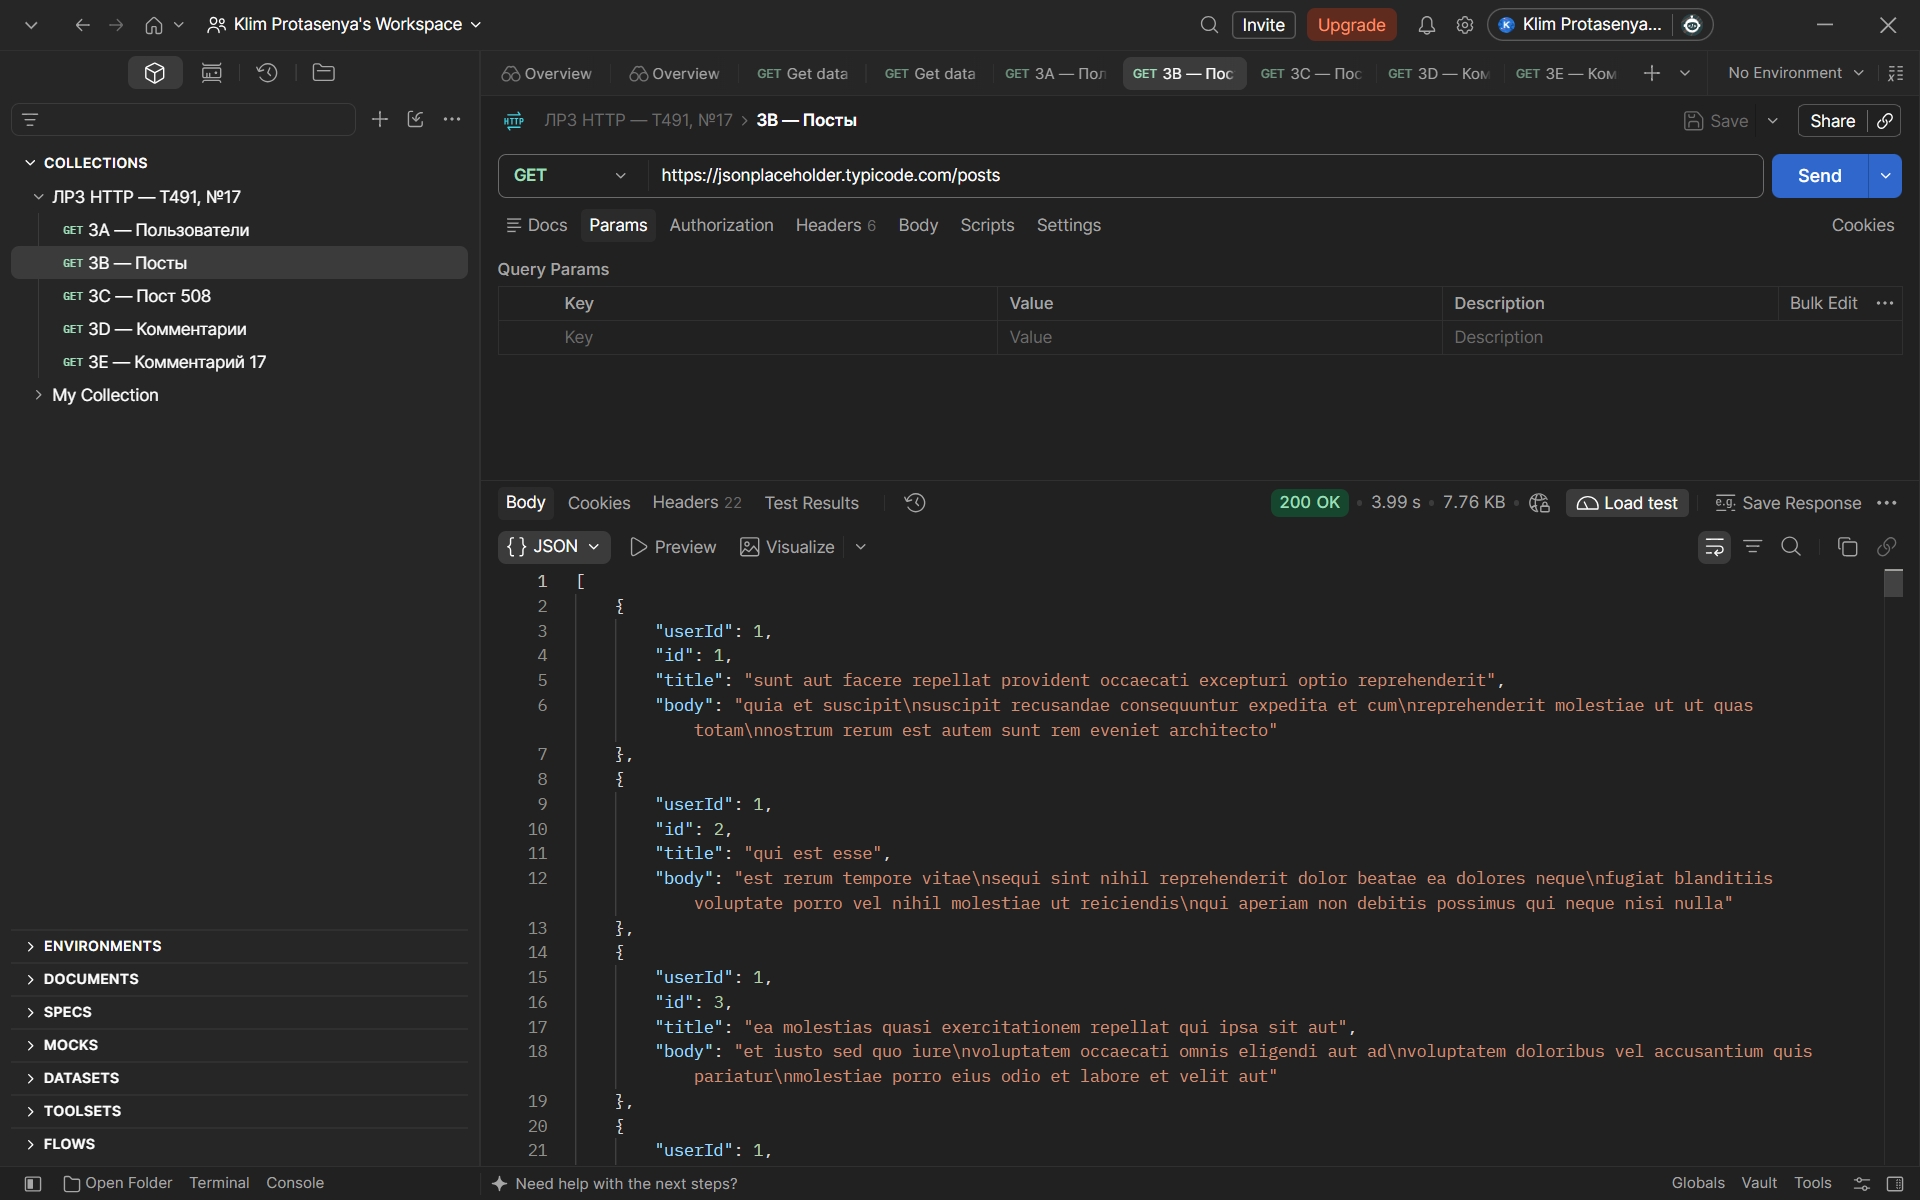 Klim Protasenya's Workspace
Invite
Upgrade
Klim Protasenya...
Overview
Overview
GET Get data
GET Get data
GET 3A — Пол
GET 3B — Пос
GET 3C — Пос
GET 3D — Ком
GET 3E — Ком
No Environment
COLLECTIONS
ЛР3 HTTP — Т491, №17
GET 3A — Пользователи
GET 3B — Посты
GET 3C — Пост 508
GET 3D — Комментарии
GET 3E — Комментарий 17
My Collection
ENVIRONMENTS
DOCUMENTS
SPECS
MOCKS
DATASETS
TOOLSETS
FLOWS
HTTP ЛР3 HTTP — Т491, №17 > 3B — Посты
Save
Share
GET https://jsonplaceholder.typicode.com/posts
Send
Docs Params Authorization Headers 6 Body Scripts Settings
Cookies
Query Params
Key Value Description Bulk Edit
Key Value Description
Body Cookies Headers 22 Test Results
200 OK • 3.99 s • 7.76 KB
Load test
e.g. Save Response
{ } JSON Preview Visualize
1 [
2 {
3 "userId": 1,
4 "id": 1,
5 "title": "sunt aut facere repellat provident occaecati excepturi optio reprehenderit",
6 "body": "quia et suscipit\nsuscipit recusandae consequuntur expedita et cum\nreprehenderit molestiae ut ut quas
totam\nnostrum rerum est autem sunt rem eveniet architecto"
7 },
8 {
9 "userId": 1,
10 "id": 2,
11 "title": "qui est esse",
12 "body": "est rerum tempore vitae\nsequi sint nihil reprehenderit dolor beatae ea dolores neque\nfugiat blanditiis
voluptate porro vel nihil molestiae ut reiciendis\nqui aperiam non debitis possimus qui neque nisi nulla"
13 },
14 {
15 "userId": 1,
16 "id": 3,
17 "title": "ea molestias quasi exercitationem repellat qui ipsa sit aut",
18 "body": "et iusto sed quo iure\nvoluptatem occaecati omnis eligendi aut ad\nvoluptatem doloribus vel accusantium quis
pariatur\nmolestiae porro eius odio et labore et velit aut"
19 },
20 {
21 "userId": 1,
Open Folder Terminal Console
Need help with the next steps?
Globals Vault Tools